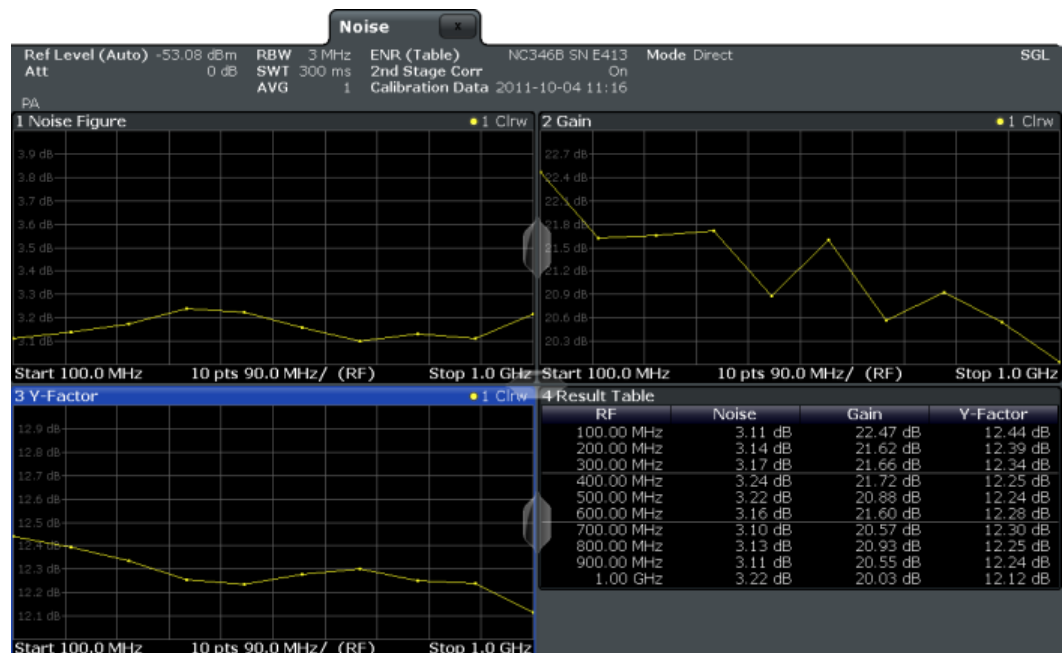 Noise x
Ref Level (Auto) -53.08 dBm RBW 3 MHz ENR (Table) NC346B SN E413 Mode Direct SGL
Att 0 dB SWT 300 ms 2nd Stage Corr On
AVG 1 Calibration Data 2011-10-04 11:16
PA
1 Noise Figure 1 Clrw
3.9 dB
3.8 dB
3.7 dB
3.6 dB
3.5 dB
3.4 dB
3.3 dB
3.2 dB
3.1 dB
Start 100.0 MHz 10 pts 90.0 MHz/ (RF) Stop 1.0 GHz
2 Gain 1 Clrw
22.7 dB
22.4 dB
22.1 dB
21.8 dB
21.5 dB
21.2 dB
20.9 dB
20.6 dB
20.3 dB
Start 100.0 MHz 10 pts 90.0 MHz/ (RF) Stop 1.0 GHz
3 Y-Factor 1 Clrw
12.9 dB
12.8 dB
12.7 dB
12.6 dB
12.5 dB
12.4 dB
12.3 dB
12.2 dB
12.1 dB
Start 100.0 MHz 10 pts 90.0 MHz/ (RF) Stop 1.0 GHz
4 Result Table
RF Noise Gain Y-Factor
100.00 MHz 3.11 dB 22.47 dB 12.44 dB
200.00 MHz 3.14 dB 21.62 dB 12.39 dB
300.00 MHz 3.17 dB 21.66 dB 12.34 dB
400.00 MHz 3.24 dB 21.72 dB 12.25 dB
500.00 MHz 3.22 dB 20.88 dB 12.24 dB
600.00 MHz 3.16 dB 21.60 dB 12.28 dB
700.00 MHz 3.10 dB 20.57 dB 12.30 dB
800.00 MHz 3.13 dB 20.93 dB 12.25 dB
900.00 MHz 3.11 dB 20.55 dB 12.24 dB
1.00 GHz 3.22 dB 20.03 dB 12.12 dB